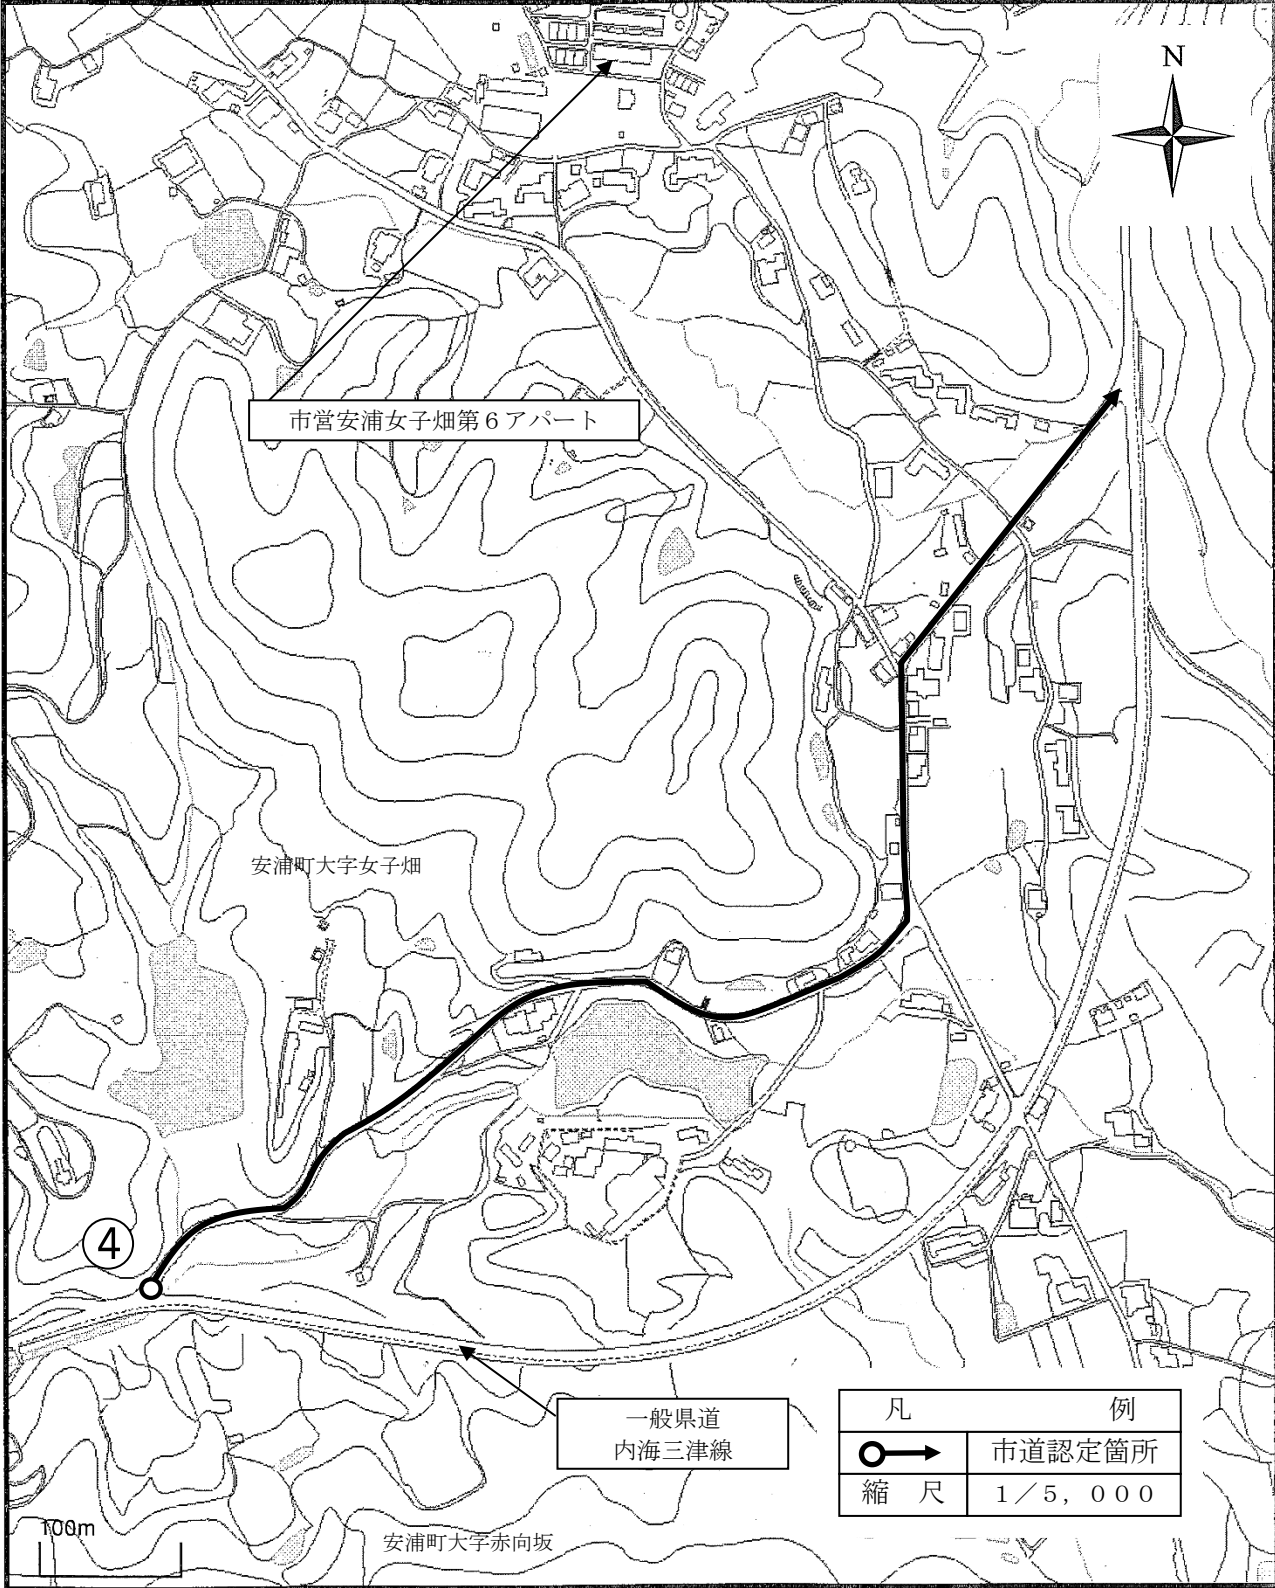 N
市営安浦女子畑第６アパート
安浦町大字女子畑
④
一般県道
内海三津線
凡　例
市道認定箇所
縮　尺
１／５，０００
100m
安浦町大字赤向坂